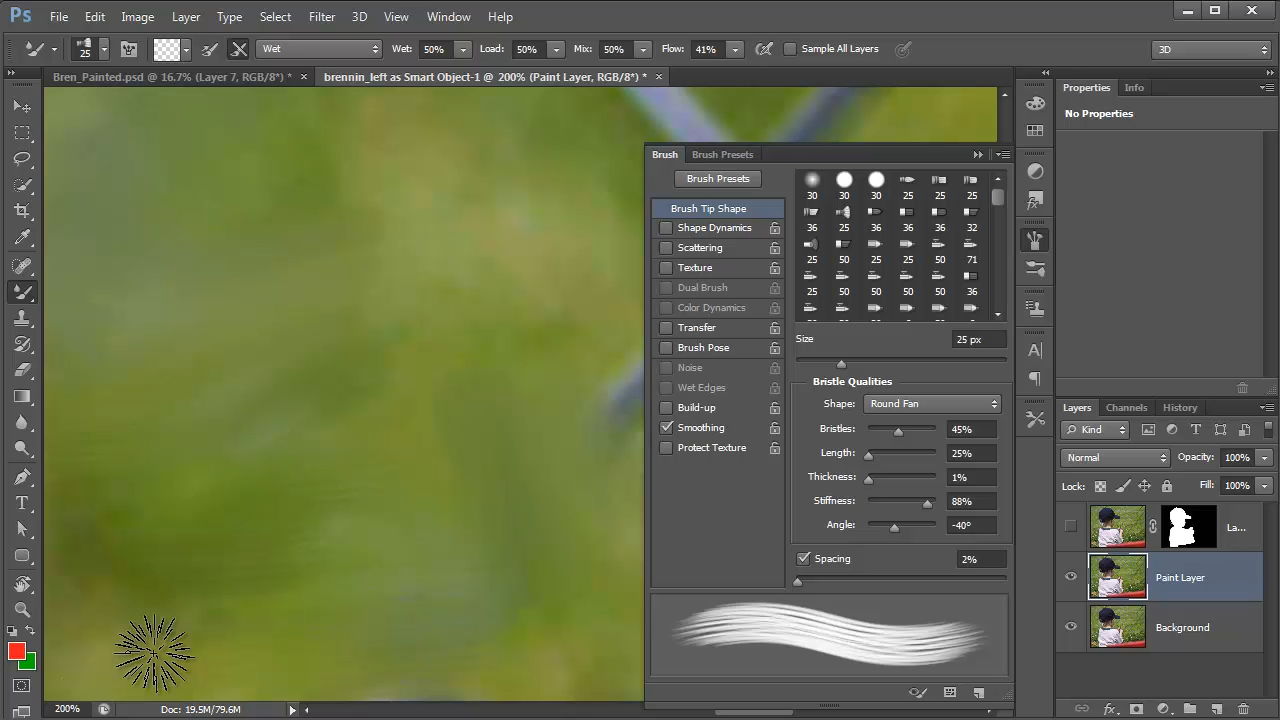 Ps File Edit Image Layer Type Select Filter 3D View Window Help
25 Wet Wet: 50% Load: 50% Mix: 50% Flow: 41% Sample All Layers 3D
Bren_Painted.psd @ 16.7% (Layer 7, RGB/8*) * × brennin_left as Smart Object-1 @ 200% (Paint Layer, RGB/8*) * ×
Properties Info
No Properties
Brush Brush Presets
Brush Presets
Brush Tip Shape
Shape Dynamics
Scattering
Texture
Dual Brush
Color Dynamics
Transfer
Brush Pose
Noise
Wet Edges
Build-up
Smoothing
Protect Texture
30 30 30 25 25 25
36 25 36 36 36 32
25 50 25 25 50 71
25 50 50 50 50 36
Size 25 px
Bristle Qualities
Shape: Round Fan
Bristles: 45%
Length: 25%
Thickness: 1%
Stiffness: 88%
Angle: -40°
Spacing 2%
Layers Channels History
Kind
Normal Opacity: 100%
Lock: Fill: 100%
La...
Paint Layer
Background
200% Doc: 19.5M/79.6M